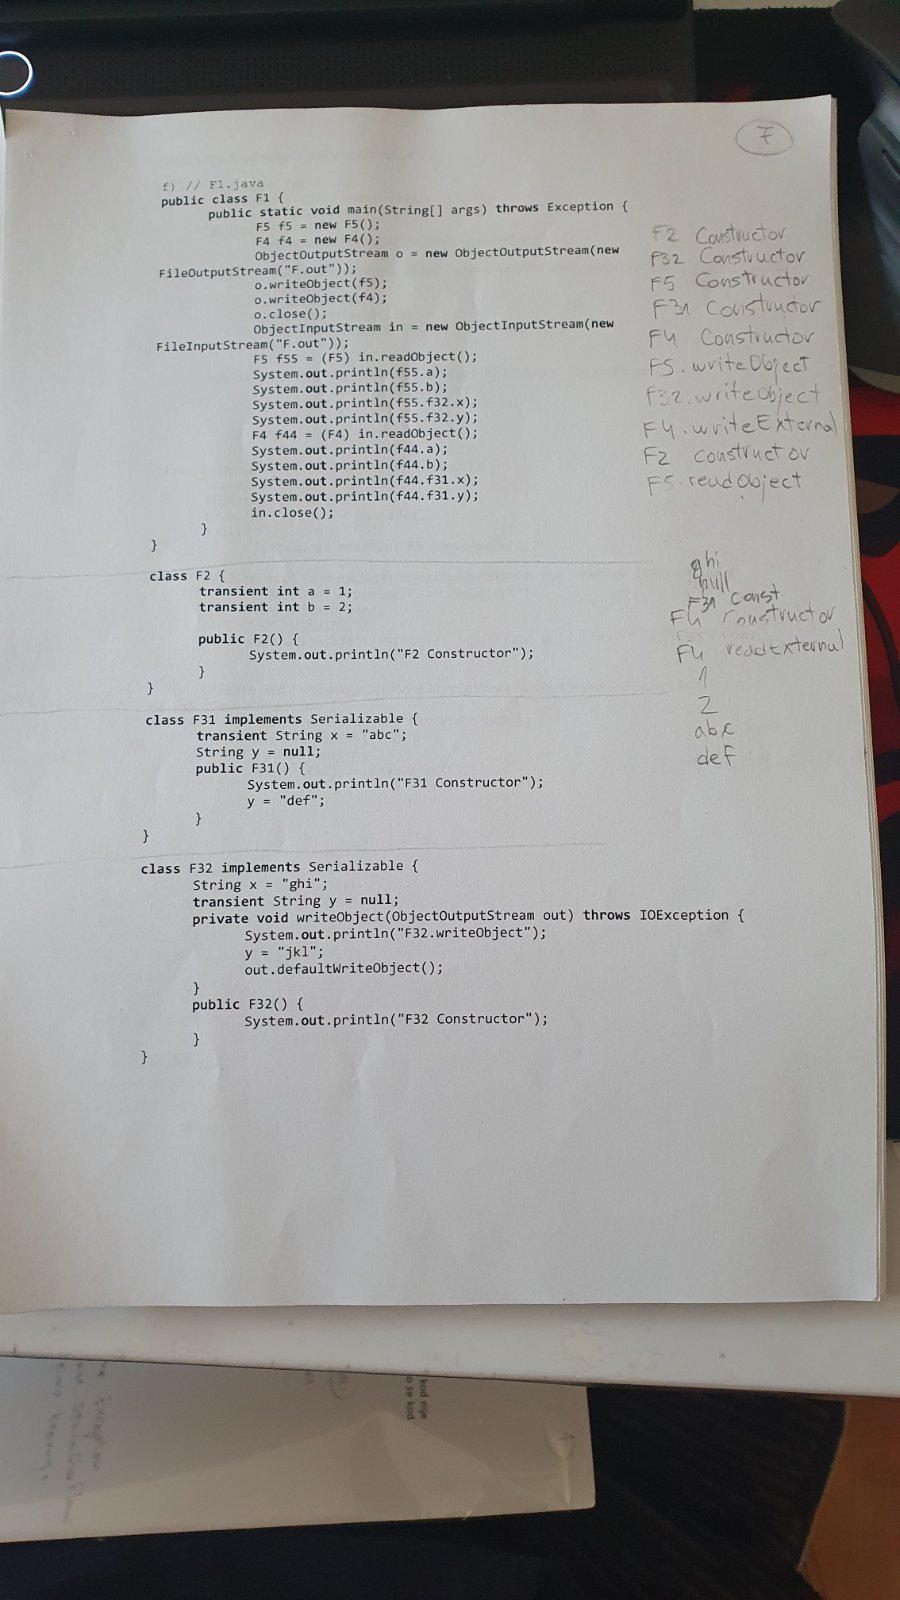 7
f) // F1.java
public class F1 {
public static void main(String[] args) throws Exception {
F5 f5 = new F5();
F4 f4 = new F4();
ObjectOutputStream o = new ObjectOutputStream(new
FileOutputStream("F.out"));
o.writeObject(f5);
o.writeObject(f4);
o.close();
ObjectInputStream in = new ObjectInputStream(new
FileInputStream("F.out"));
F5 f55 = (F5) in.readObject();
System.out.println(f55.a);
System.out.println(f55.b);
System.out.println(f55.f32.x);
System.out.println(f55.f32.y);
F4 f44 = (F4) in.readObject();
System.out.println(f44.a);
System.out.println(f44.b);
System.out.println(f44.f31.x);
System.out.println(f44.f31.y);
in.close();
}
}
class F2 {
transient int a = 1;
transient int b = 2;
public F2() {
System.out.println("F2 Constructor");
}
}
class F31 implements Serializable {
transient String x = "abc";
String y = null;
public F31() {
System.out.println("F31 Constructor");
y = "def";
}
}
class F32 implements Serializable {
String x = "ghi";
transient String y = null;
private void writeObject(ObjectOutputStream out) throws IOException {
System.out.println("F32.writeObject");
y = "jkl";
out.defaultWriteObject();
}
public F32() {
System.out.println("F32 Constructor");
}
}
F2 Constructor
F32 Constructor
F5 Constructor
F31 Constructor
F4 Constructor
F5.writeObject
F32.writeObject
F4.writeExternal
F2 constructor
F5.readObject
ghi
null
F31 const
F4 constructor
F4 readExternal
1
2
abc
def
kod nije
o se kod